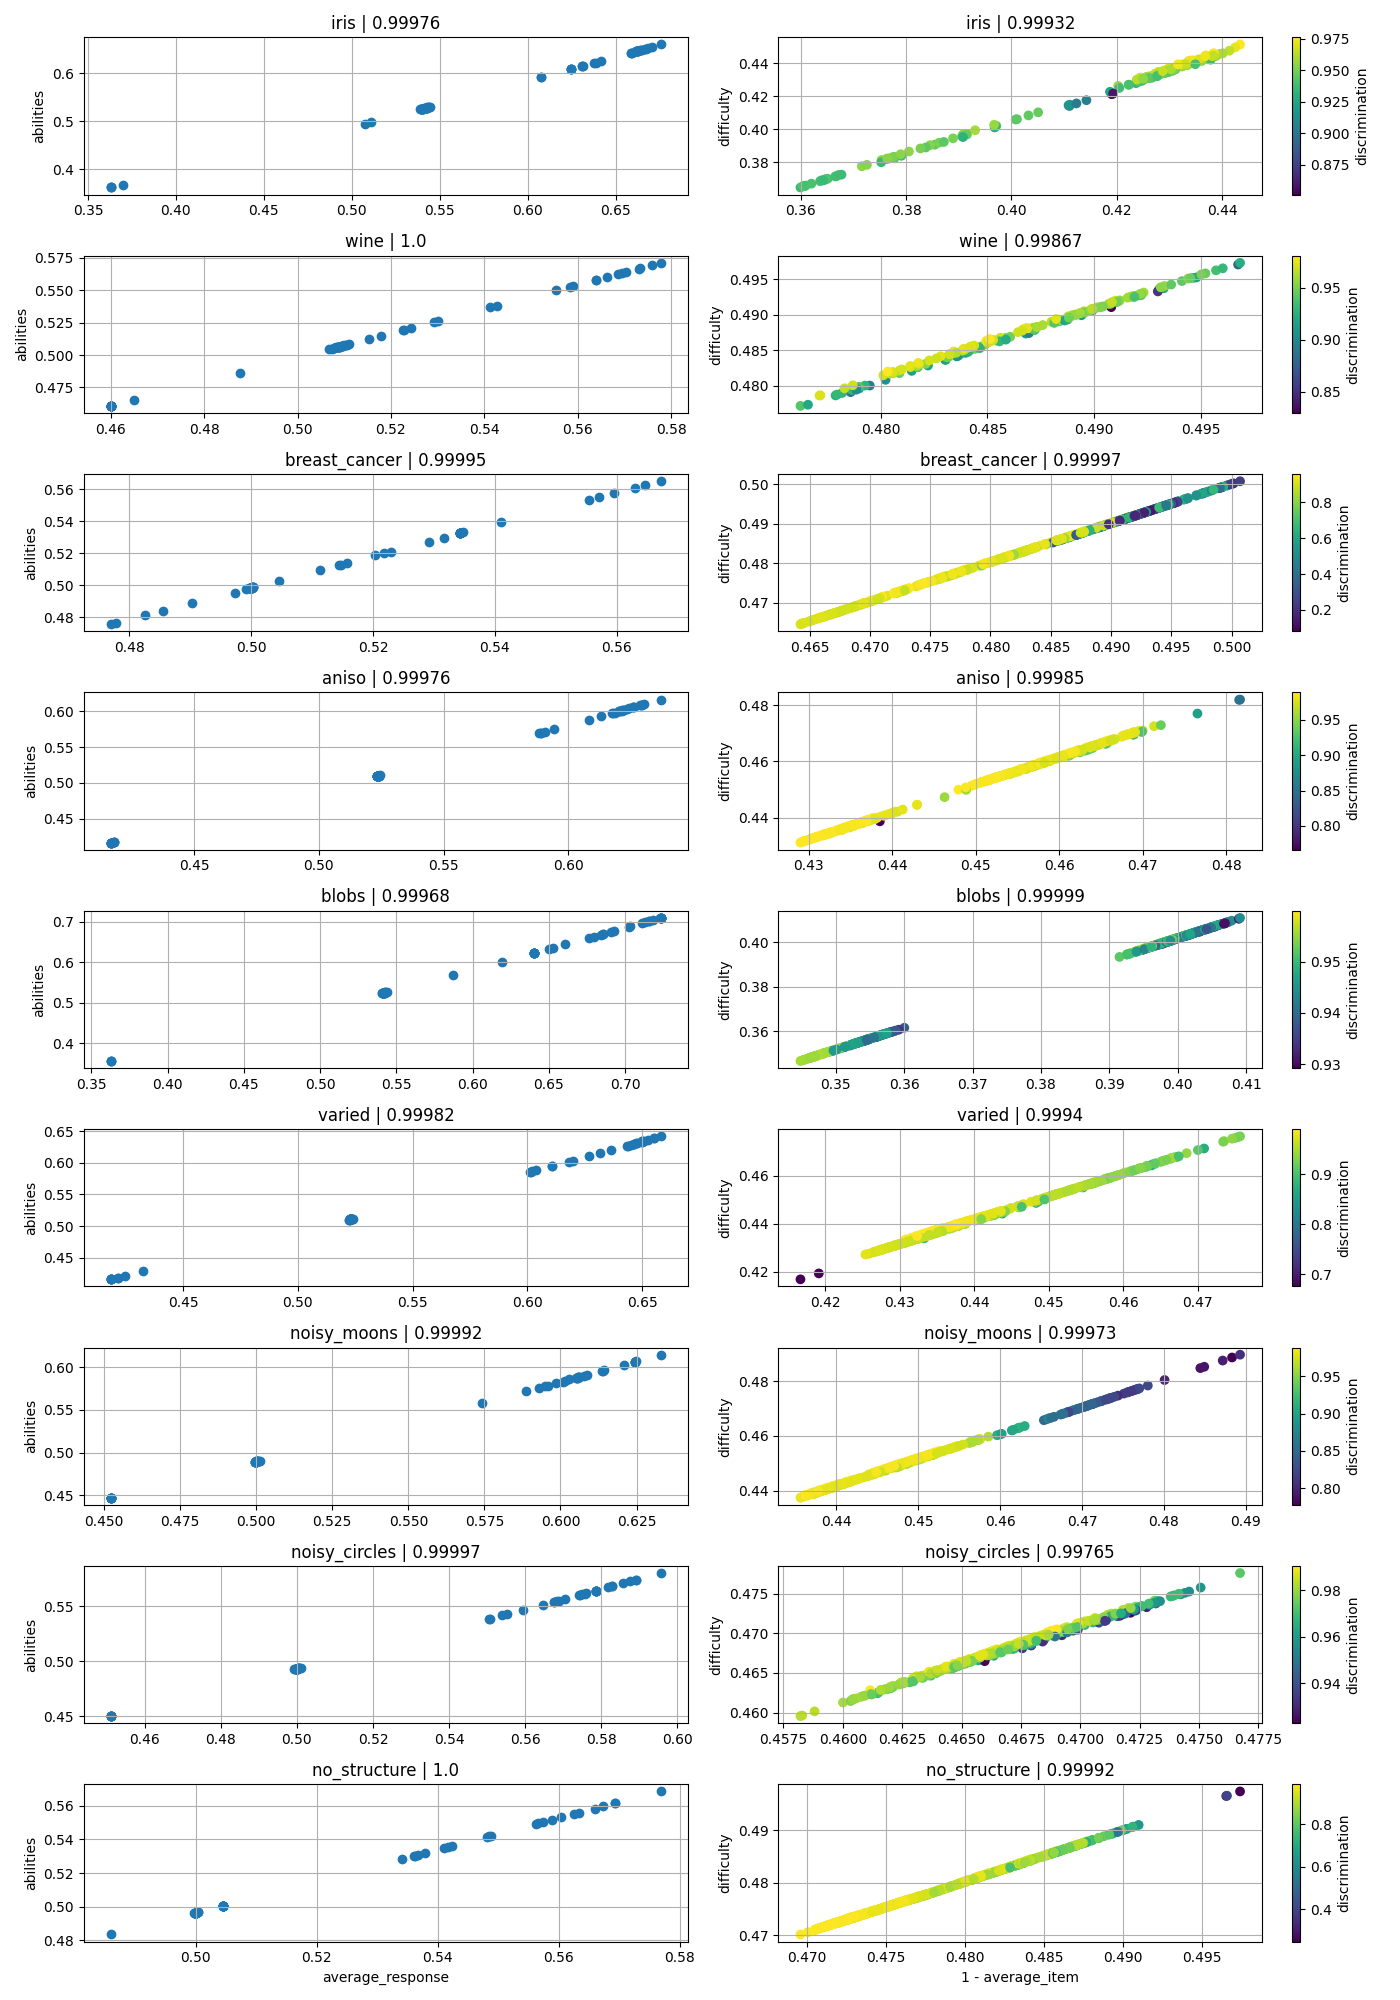 iris | 0.99976
abilities
0.6
0.5
0.4
0.35 0.40 0.45 0.50 0.55 0.60 0.65
iris | 0.99932
difficulty
0.44
0.42
0.40
0.38
0.36 0.38 0.40 0.42 0.44
0.975
0.950
0.925
0.900
0.875
discrimination
wine | 1.0
abilities
0.575
0.550
0.525
0.500
0.475
0.46 0.48 0.50 0.52 0.54 0.56 0.58
wine | 0.99867
difficulty
0.495
0.490
0.485
0.480
0.480 0.485 0.490 0.495
0.95
0.90
0.85
discrimination
breast_cancer | 0.99995
abilities
0.56
0.54
0.52
0.50
0.48
0.48 0.50 0.52 0.54 0.56
breast_cancer | 0.99997
difficulty
0.50
0.49
0.48
0.47
0.465 0.470 0.475 0.480 0.485 0.490 0.495 0.500
0.8
0.6
0.4
0.2
discrimination
aniso | 0.99976
abilities
0.60
0.55
0.50
0.45
0.45 0.50 0.55 0.60
aniso | 0.99985
difficulty
0.48
0.46
0.44
0.43 0.44 0.45 0.46 0.47 0.48
0.95
0.90
0.85
0.80
discrimination
blobs | 0.99968
abilities
0.7
0.6
0.5
0.4
0.35 0.40 0.45 0.50 0.55 0.60 0.65 0.70
blobs | 0.99999
difficulty
0.40
0.38
0.36
0.35 0.36 0.37 0.38 0.39 0.40 0.41
0.95
0.94
0.93
discrimination
varied | 0.99982
abilities
0.65
0.60
0.55
0.50
0.45
0.45 0.50 0.55 0.60 0.65
varied | 0.9994
difficulty
0.46
0.44
0.42
0.42 0.43 0.44 0.45 0.46 0.47
0.9
0.8
0.7
discrimination
noisy_moons | 0.99992
abilities
0.60
0.55
0.50
0.45
0.450 0.475 0.500 0.525 0.550 0.575 0.600 0.625
noisy_moons | 0.99973
difficulty
0.48
0.46
0.44
0.44 0.45 0.46 0.47 0.48 0.49
0.95
0.90
0.85
0.80
discrimination
noisy_circles | 0.99997
abilities
0.55
0.50
0.45
0.46 0.48 0.50 0.52 0.54 0.56 0.58 0.60
noisy_circles | 0.99765
difficulty
0.475
0.470
0.465
0.460
0.4575 0.4600 0.4625 0.4650 0.4675 0.4700 0.4725 0.4750 0.4775
0.98
0.96
0.94
discrimination
no_structure | 1.0
abilities
0.56
0.54
0.52
0.50
0.48
0.50 0.52 0.54 0.56 0.58
average_response
no_structure | 0.99992
difficulty
0.49
0.48
0.47
0.470 0.475 0.480 0.485 0.490 0.495
1 - average_item
0.8
0.6
0.4
discrimination